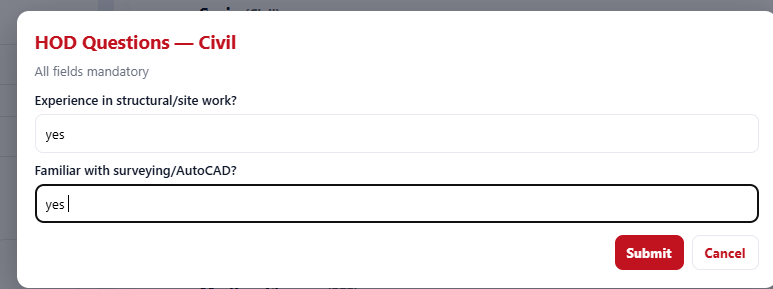 HOD Questions — Civil
All fields mandatory
Experience in structural/site work?
yes
Familiar with surveying/AutoCAD?
yes
Submit Cancel